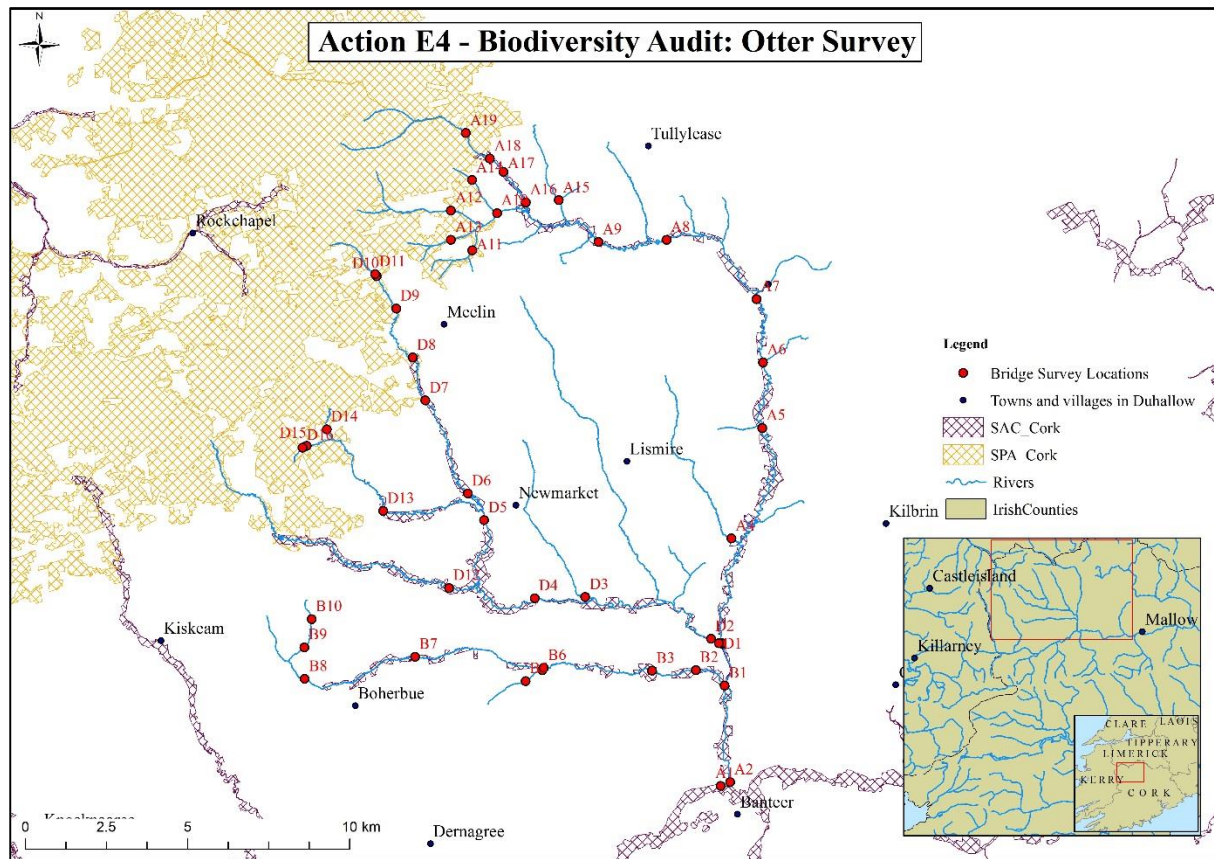 N
Action E4 - Biodiversity Audit: Otter Survey
A19
Tullylease
A18
A17
A14
A16
A15
A12
Rockchapel
A13
A9
A8
A11
D10
D11
A7
D9
Meelin
Legend
A6
Bridge Survey Locations
D8
Towns and villages in Duhallow
D7
A5
SAC_Cork
D14
D15
SPA_Cork
Lismire
Rivers
D6
Newmarket
IrishCounties
D13
D5
Kilbrin
Castleisland
D4
D3
B10
Mallow
Kiskeam
D2
D1
B9
Killarney
B7
B6
B3
B2
B8
B1
Boherbue
CLARE
LAOIS
TIPPERARY
LIMERICK
KERRY
CORK
A2
Banteer
0
5
10 km
Dernagree